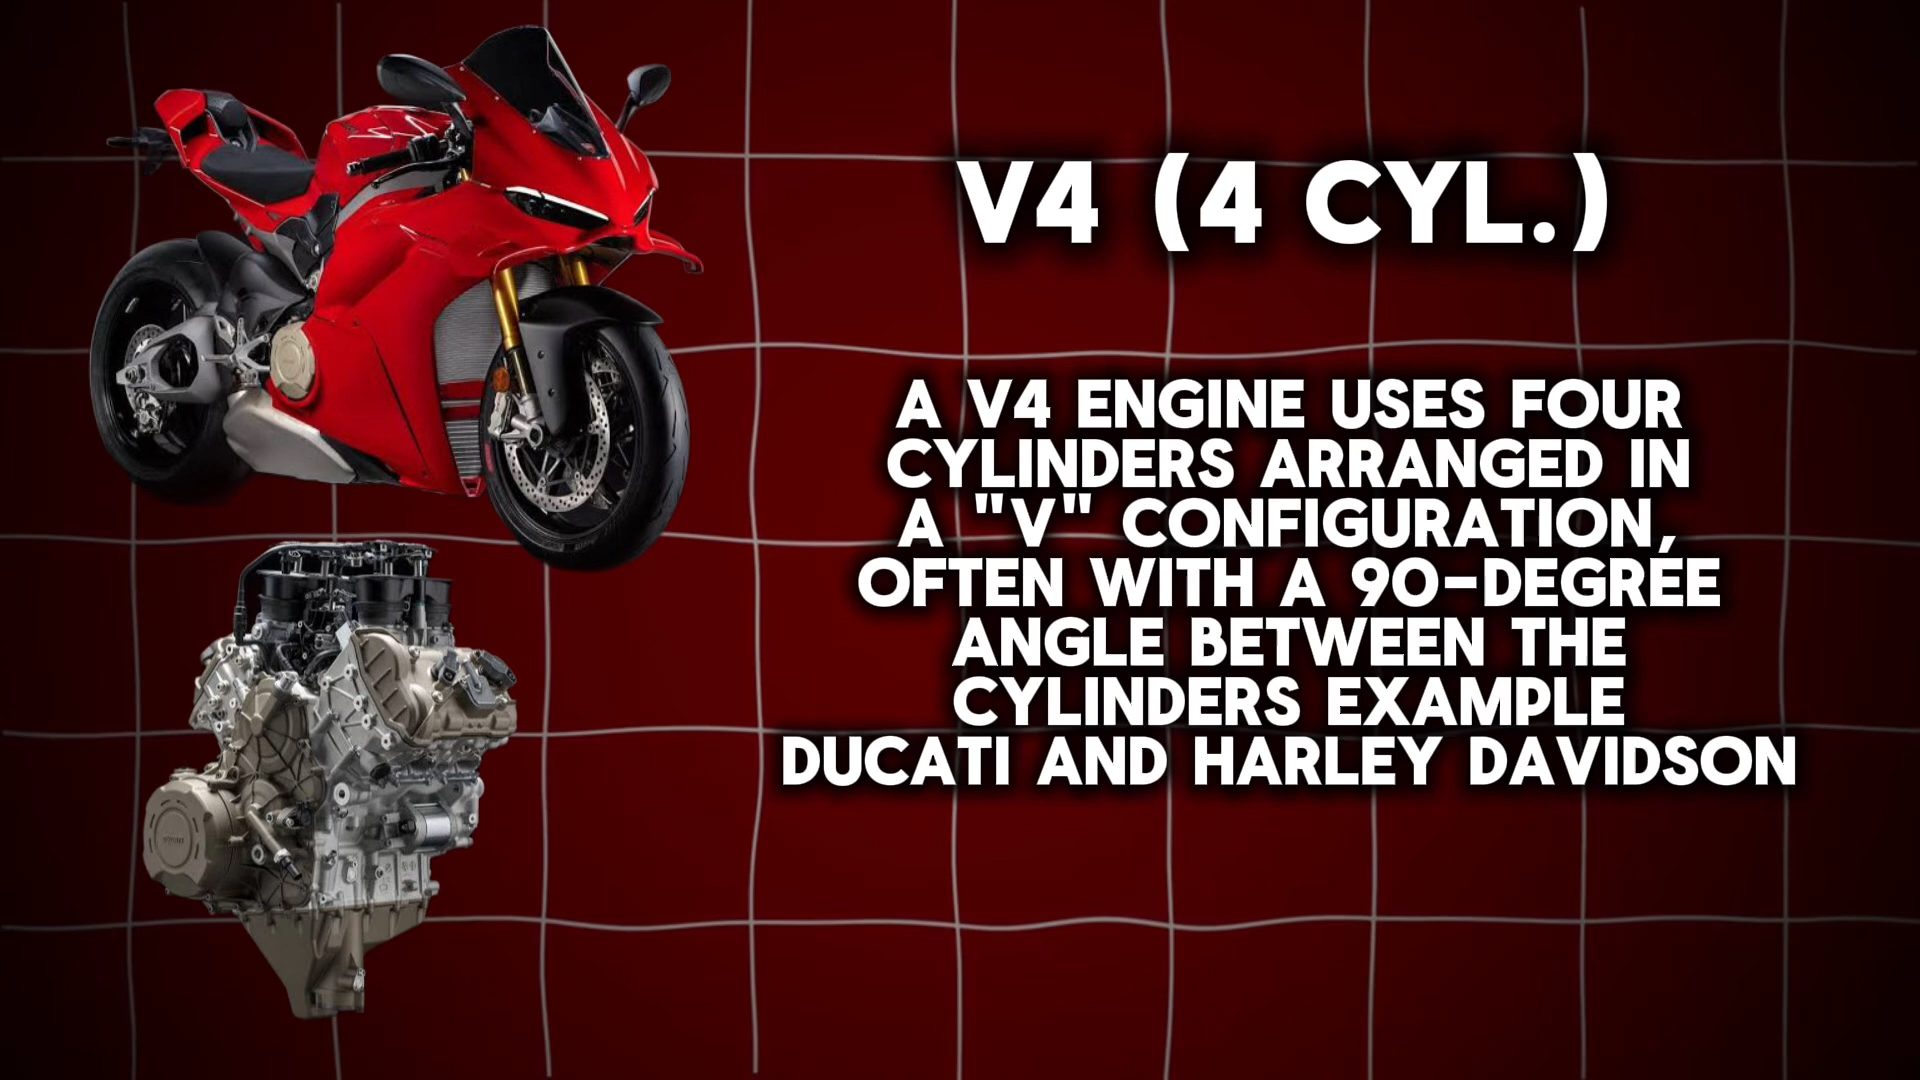 V4 (4 CYL.)
A V4 ENGINE USES FOUR
CYLINDERS ARRANGED IN
A "V" CONFIGURATION,
OFTEN WITH A 90-DEGREE
ANGLE BETWEEN THE
CYLINDERS EXAMPLE
DUCATI AND HARLEY DAVIDSON